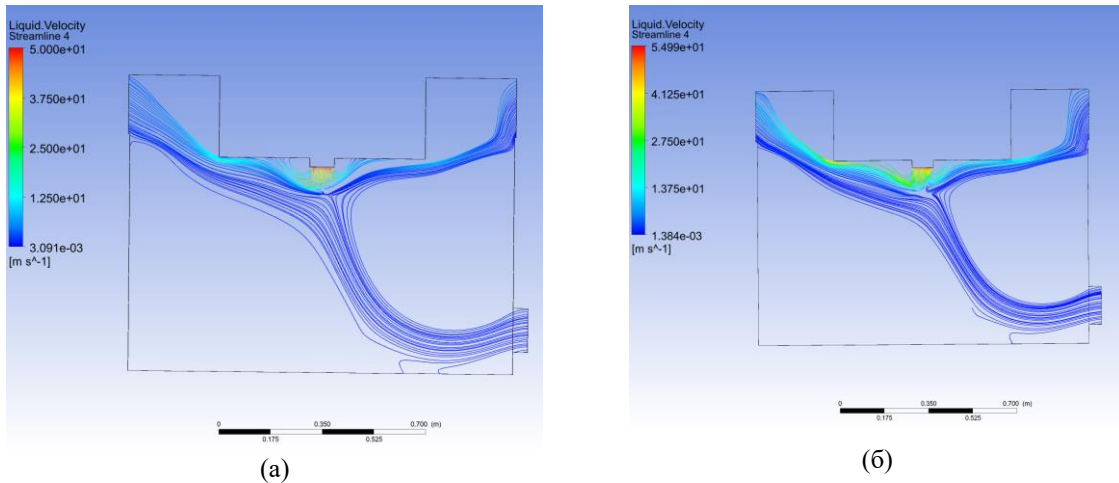 Liquid.Velocity
Streamline 4
5.000e+01
3.750e+01
2.500e+01
1.250e+01
3.091e-03
[m s^-1]
0 0.350 0.700 (m)
0.175 0.525
(а)
Liquid.Velocity
Streamline 4
5.499e+01
4.125e+01
2.750e+01
1.375e+01
1.384e-03
[m s^-1]
0 0.350 0.700 (m)
0.175 0.525
(б)